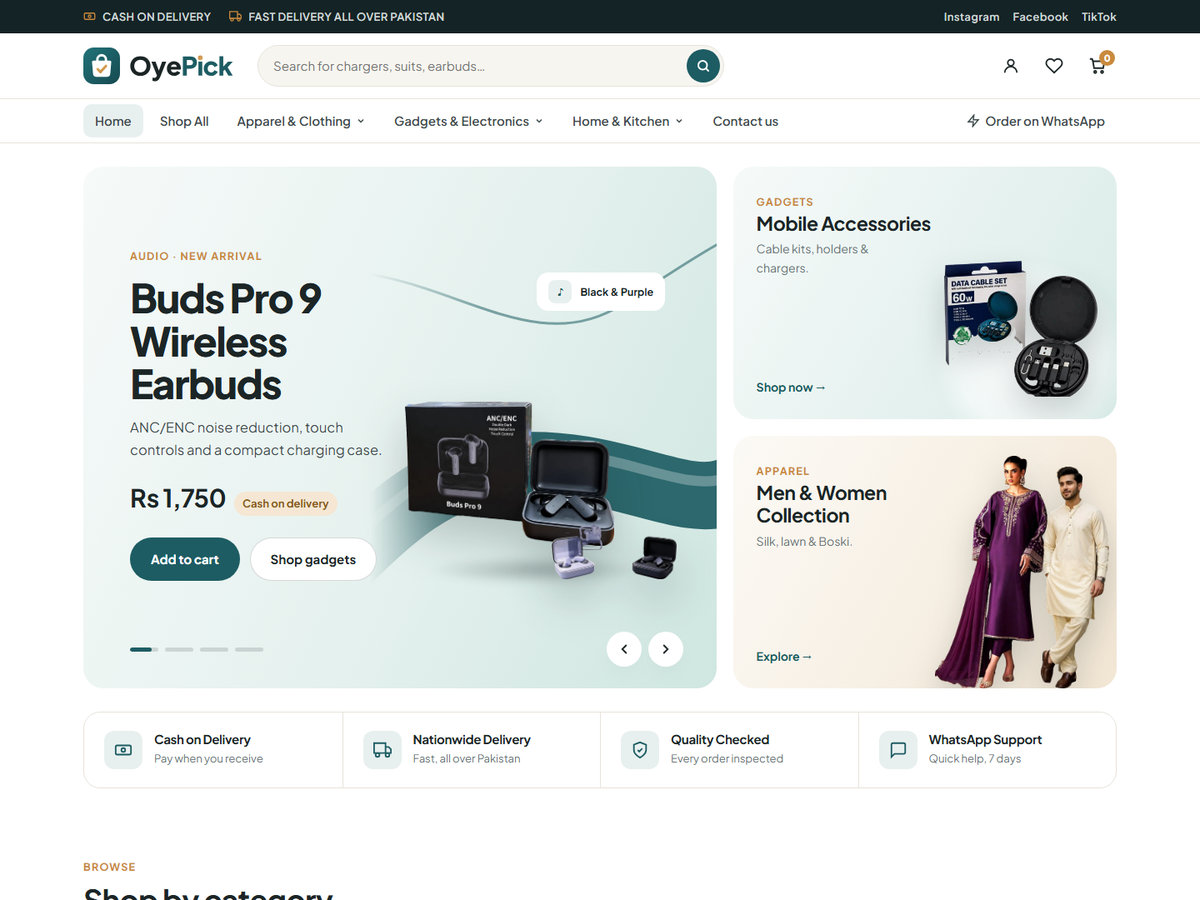 CASH ON DELIVERY
FAST DELIVERY ALL OVER PAKISTAN
Instagram
Facebook
TikTok
OyePick
Search for chargers, suits, earbuds...
0
Home
Shop All
Apparel & Clothing
Gadgets & Electronics
Home & Kitchen
Contact us
Order on WhatsApp
AUDIO · NEW ARRIVAL
Buds Pro 9
Wireless
Earbuds
ANC/ENC noise reduction, touch
controls and a compact charging case.
Rs 1,750
Cash on delivery
Add to cart
Shop gadgets
Black & Purple
ANC/ENC
Buds Pro 9
GADGETS
Mobile Accessories
Cable kits, holders &
chargers.
DATA CABLE SET
60W
Shop now →
APPAREL
Men & Women
Collection
Silk, lawn & Boski.
Explore →
Cash on Delivery
Pay when you receive
Nationwide Delivery
Fast, all over Pakistan
Quality Checked
Every order inspected
WhatsApp Support
Quick help, 7 days
BROWSE
Shop by category